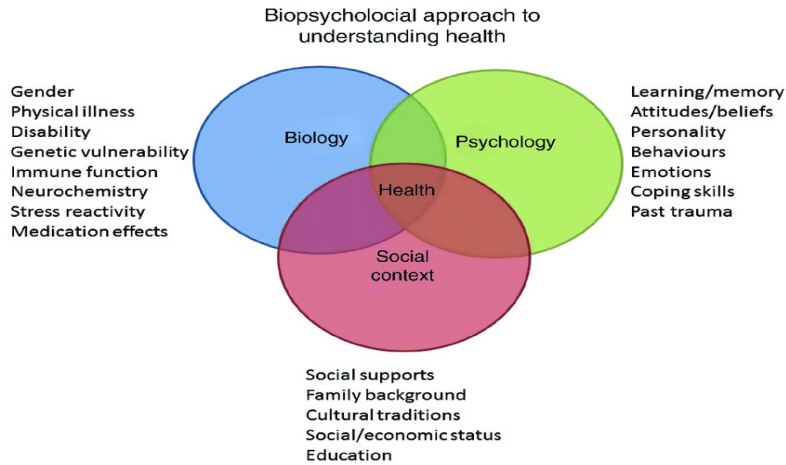 Biopsycholocial approach to
understanding health
Gender
Physical illness
Disability
Genetic vulnerability
Immune function
Neurochemistry
Stress reactivity
Medication effects
Biology
Psychology
Health
Social
context
Learning/memory
Attitudes/beliefs
Personality
Behaviours
Emotions
Coping skills
Past trauma
Social supports
Family background
Cultural traditions
Social/economic status
Education